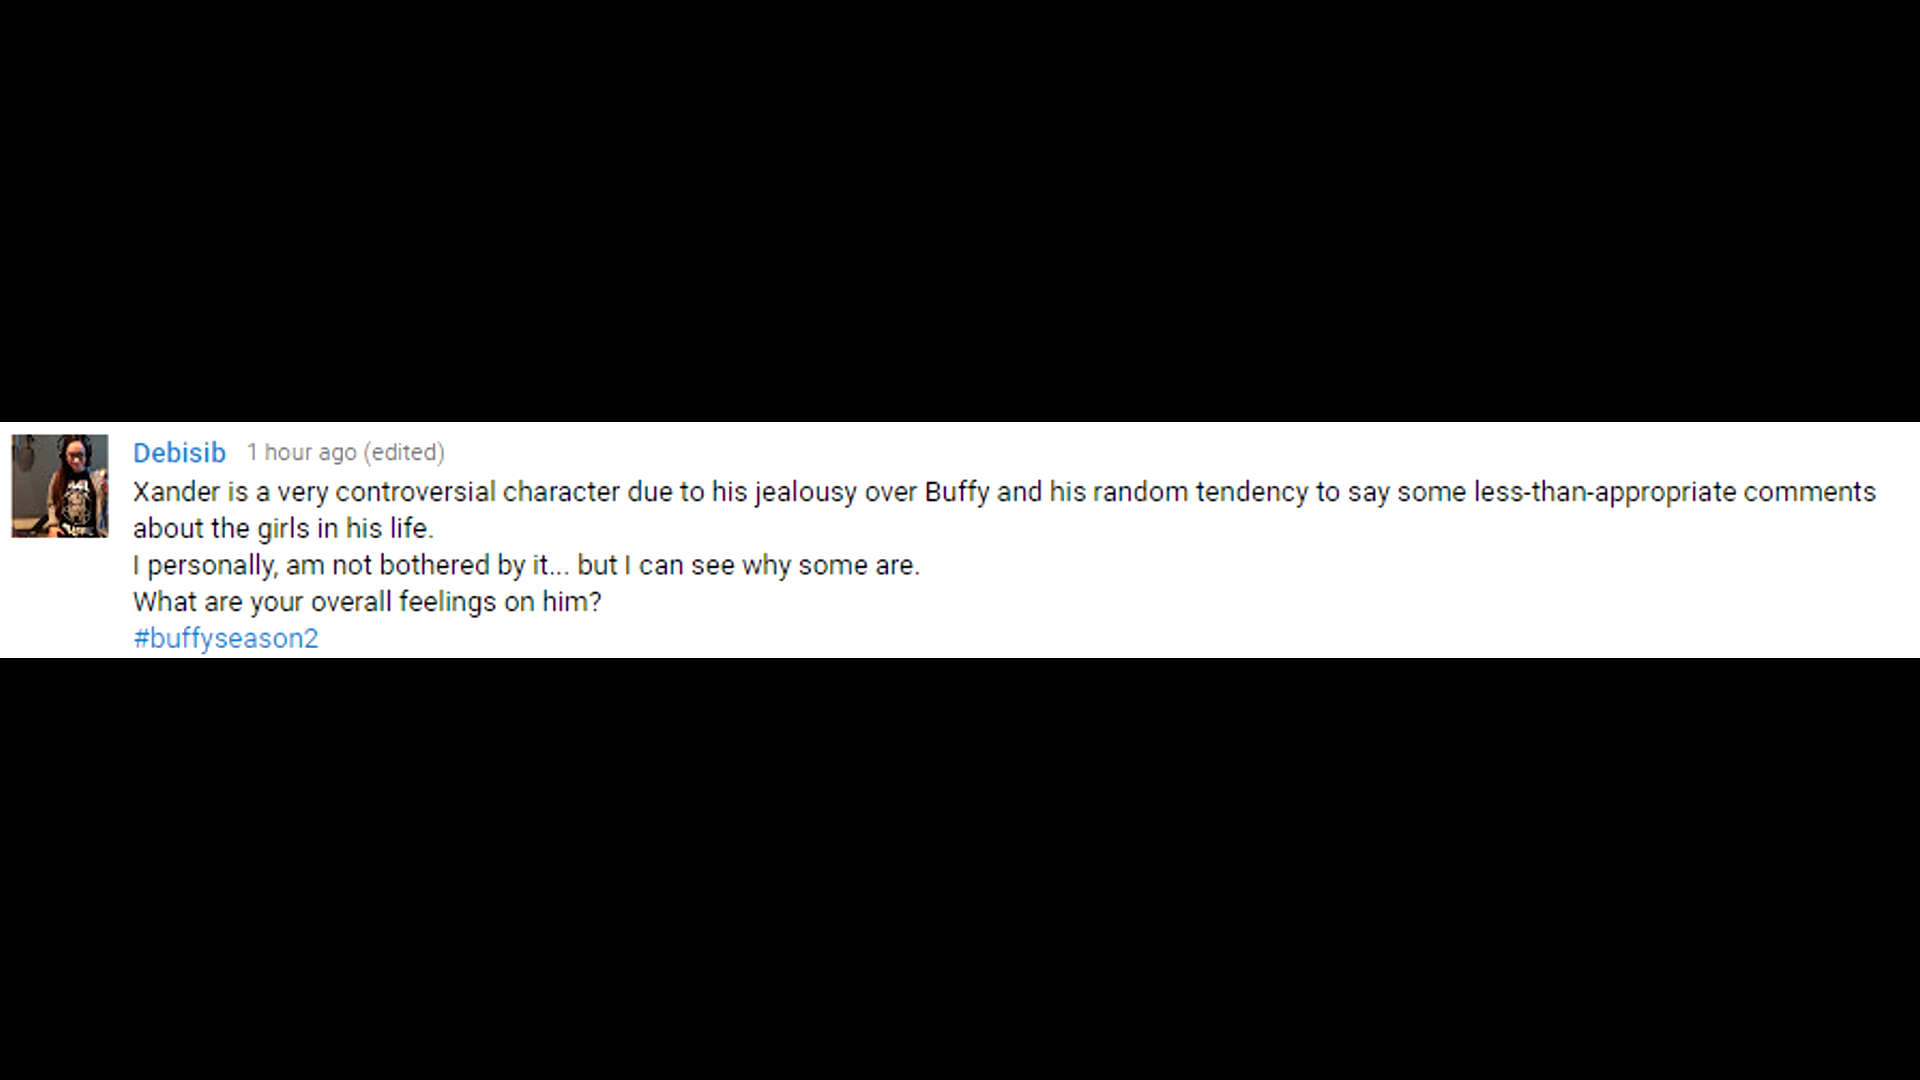 Debisib 1 hour ago (edited)
Xander is a very controversial character due to his jealousy over Buffy and his random tendency to say some less-than-appropriate comments
about the girls in his life.
I personally, am not bothered by it... but I can see why some are.
What are your overall feelings on him?
#buffyseason2